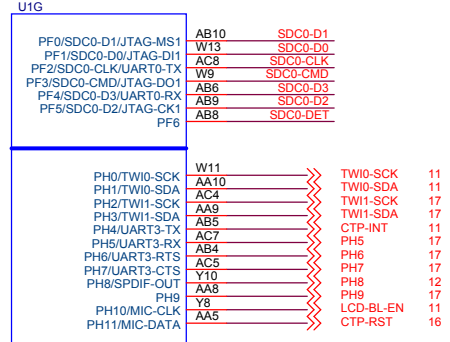 U1G
PF0/SDC0-D1/JTAG-MS1 AB10 SDC0-D1
PF1/SDC0-D0/JTAG-DI1 W13 SDC0-D0
PF2/SDC0-CLK/UART0-TX AC8 SDC0-CLK
PF3/SDC0-CMD/JTAG-DO1 W9 SDC0-CMD
PF4/SDC0-D3/UART0-RX AB6 SDC0-D3
PF5/SDC0-D2/JTAG-CK1 AB9 SDC0-D2
PF6 AB8 SDC0-DET
PH0/TWI0-SCK W11 TWI0-SCK 11
PH1/TWI0-SDA AA10 TWI0-SDA 11
PH2/TWI1-SCK AC4 TWI1-SCK 17
PH3/TWI1-SDA AA9 TWI1-SDA 17
PH4/UART3-TX AB5 CTP-INT 11
PH5/UART3-RX AC7 PH5 17
PH6/UART3-RTS AB4 PH6 17
PH7/UART3-CTS AC5 PH7 17
PH8/SPDIF-OUT Y10 PH8 12
PH9 AA8 PH9 17
PH10/MIC-CLK Y8 LCD-BL-EN 11
PH11/MIC-DATA AA5 CTP-RST 16